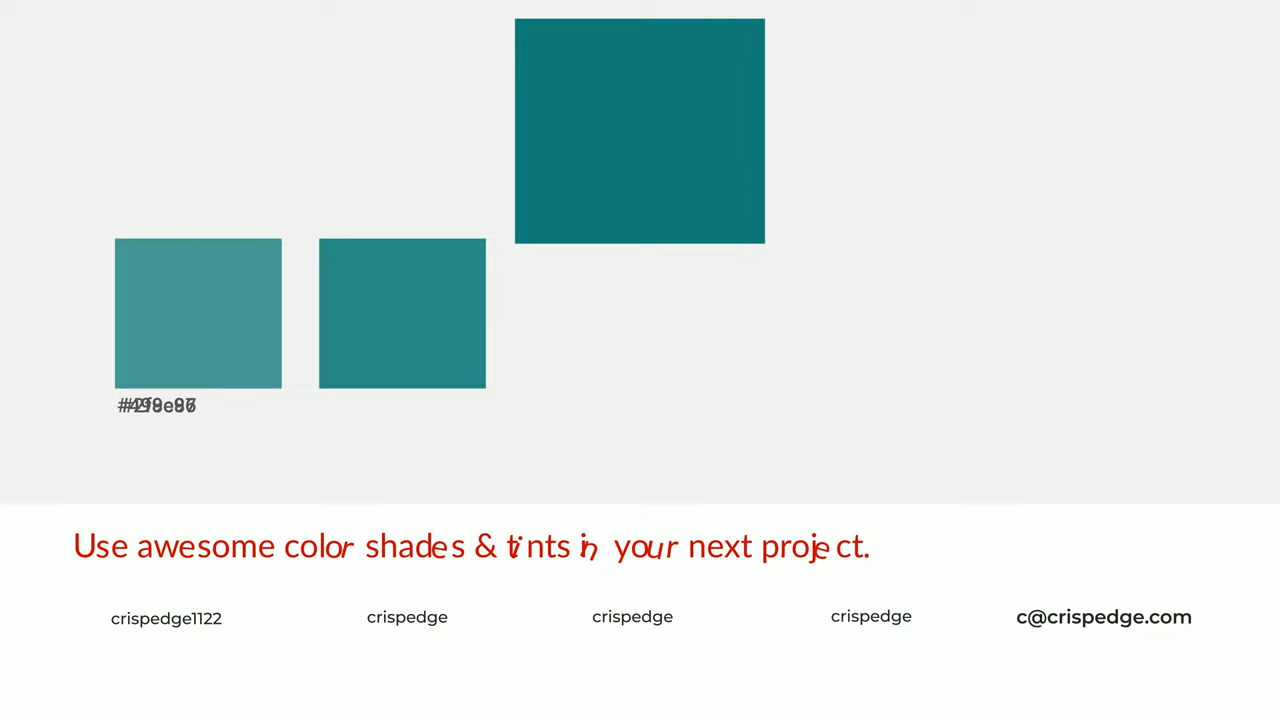 Use awesome color shades & tints in your next project.
crispedge1122 crispedge crispedge crispedge c@crispedge.com